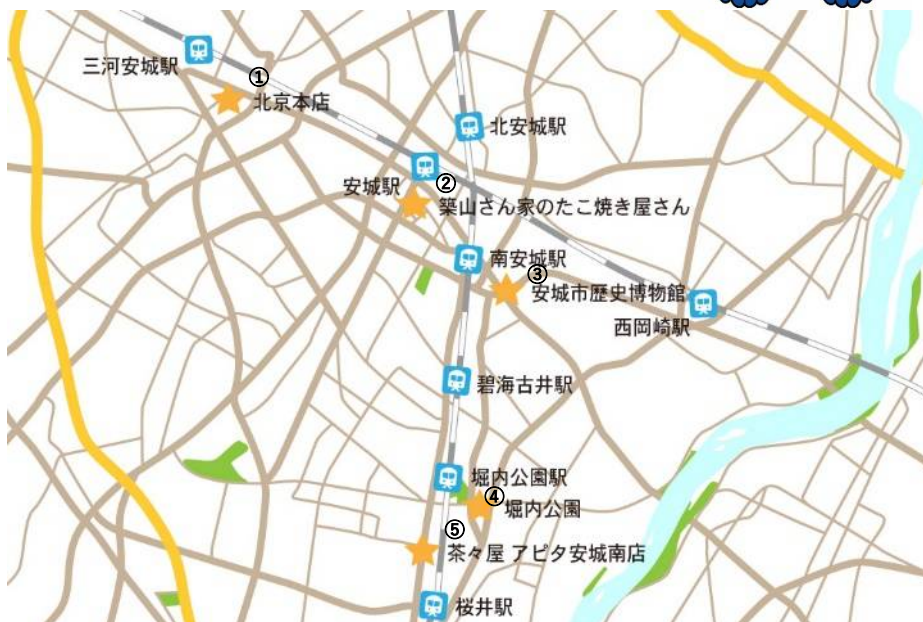 三河安城駅
①
北京本店
北安城駅
安城駅
②
築山さん家のたこ焼き屋さん
南安城駅
③
安城市歴史博物館
西岡崎駅
碧海古井駅
堀内公園駅
④
堀内公園
⑤
茶々屋 アピタ安城南店
桜井駅